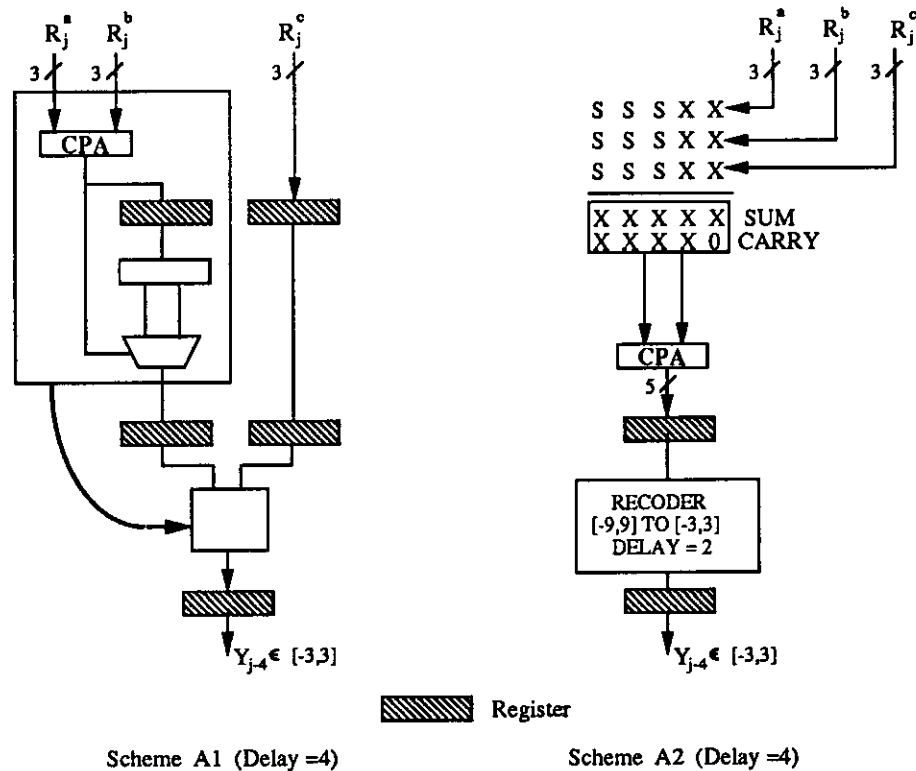 R_j^a R_j^b R_j^c
3 3 3
CPA
Y_{j-4} ϵ [-3,3]
R_j^a R_j^b R_j^c
3 3 3
S S S X X
S S S X X
S S S X X
X X X X X SUM
X X X X 0 CARRY
CPA
5
RECODER
[-9,9] TO [-3,3]
DELAY = 2
Y_{j-4} ϵ [-3,3]
Register
Scheme A1 (Delay =4)
Scheme A2 (Delay =4)